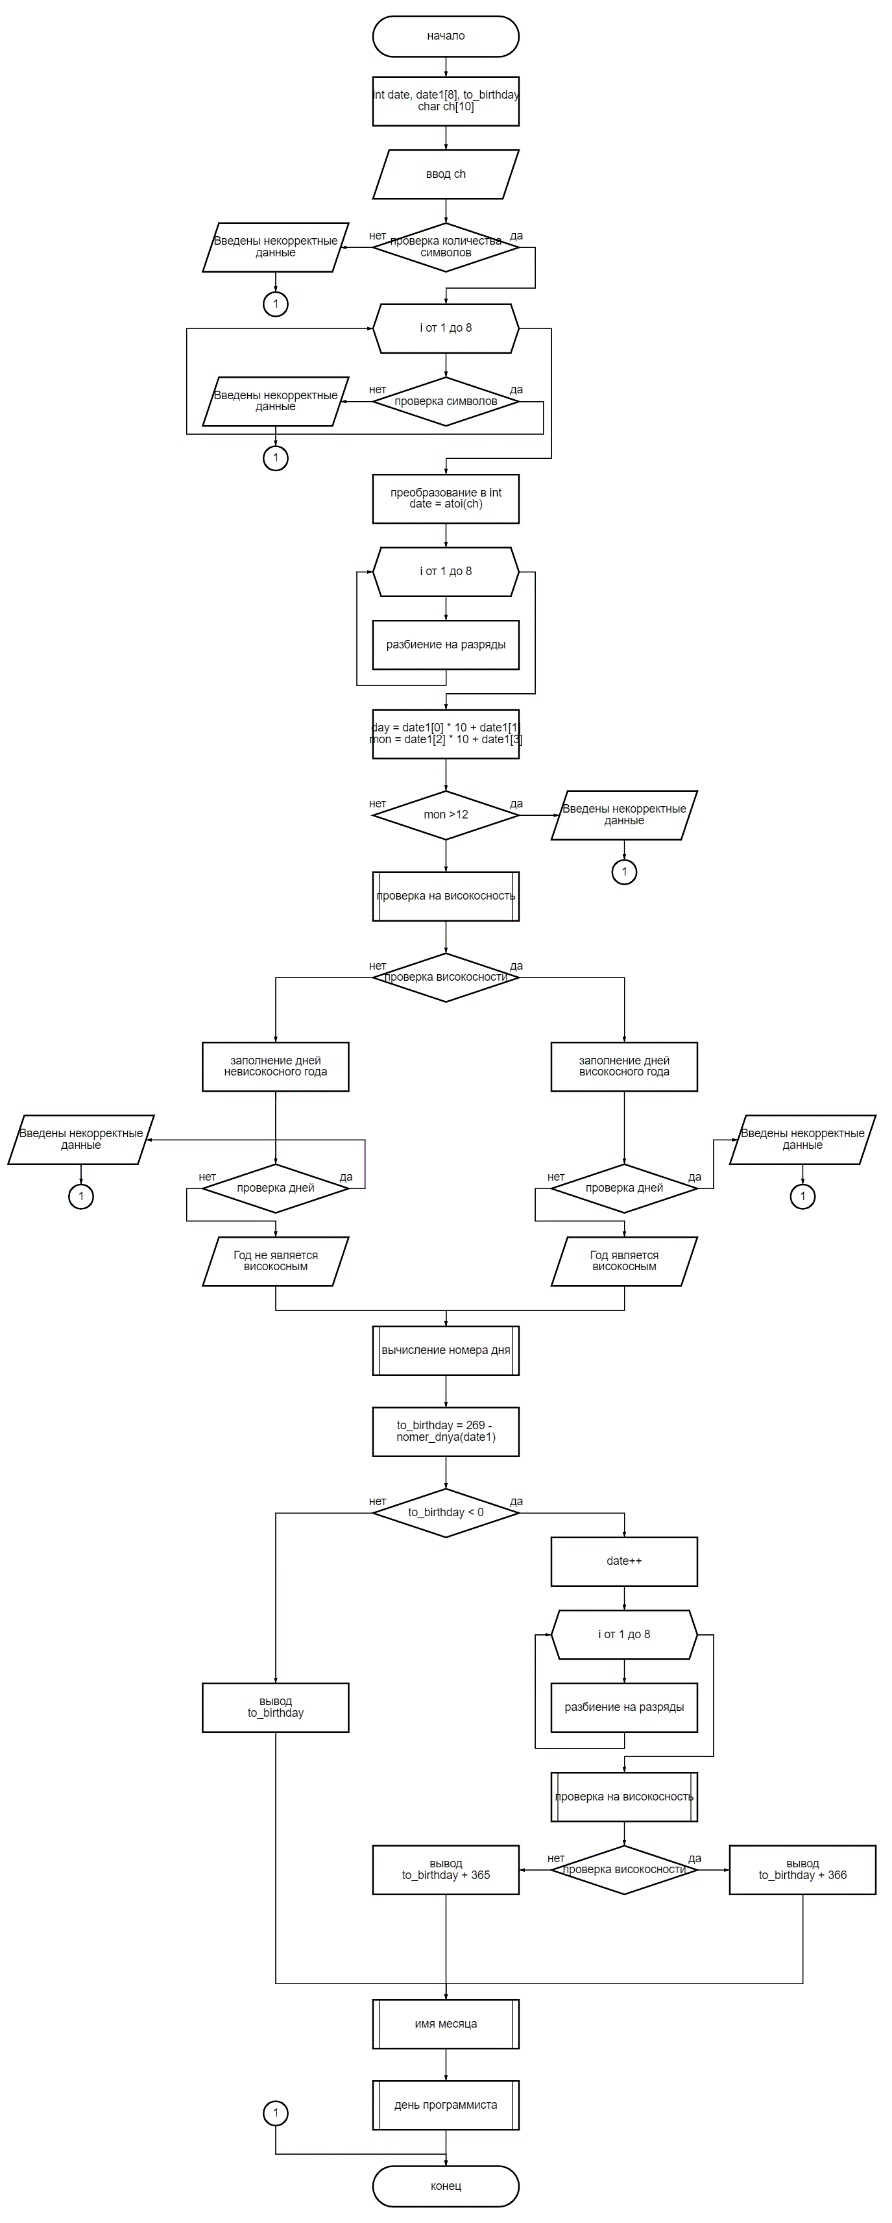 начало
int date, date1[8], to_birthday
char ch[10]
ввод ch
нет
да
проверка количества
символов
Введены некорректные
данные
1
i от 1 до 8
нет
да
проверка символов
Введены некорректные
данные
1
преобразование в int
date = atoi(ch)
i от 1 до 8
разбиение на разряды
day = date1[0] * 10 + date1[1]
mon = date1[2] * 10 + date1[3]
нет
да
mon >12
Введены некорректные
данные
1
проверка на високосность
нет
да
проверка високосности
заполнение дней
невисокосного года
заполнение дней
високосного года
Введены некорректные
данные
1
Введены некорректные
данные
1
нет
да
проверка дней
нет
да
проверка дней
Год не является
високосным
Год является
високосным
вычисление номера дня
to_birthday = 269 -
nomer_dnya(date1)
нет
да
to_birthday < 0
date++
i от 1 до 8
разбиение на разряды
вывод
to_birthday
проверка на високосность
нет
да
проверка високосности
вывод
to_birthday + 365
вывод
to_birthday + 366
имя месяца
день программиста
1
конец